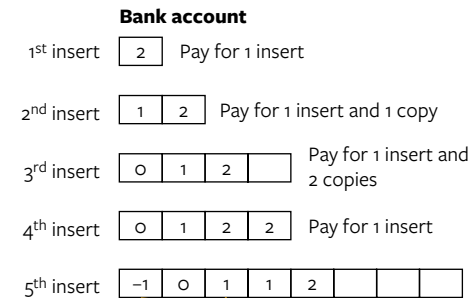 Bank account
1st insert 2 Pay for 1 insert
2nd insert 1 2 Pay for 1 insert and 1 copy
3rd insert 0 1 2 Pay for 1 insert and
2 copies
4th insert 0 1 2 2 Pay for 1 insert
5th insert –1 0 1 1 2